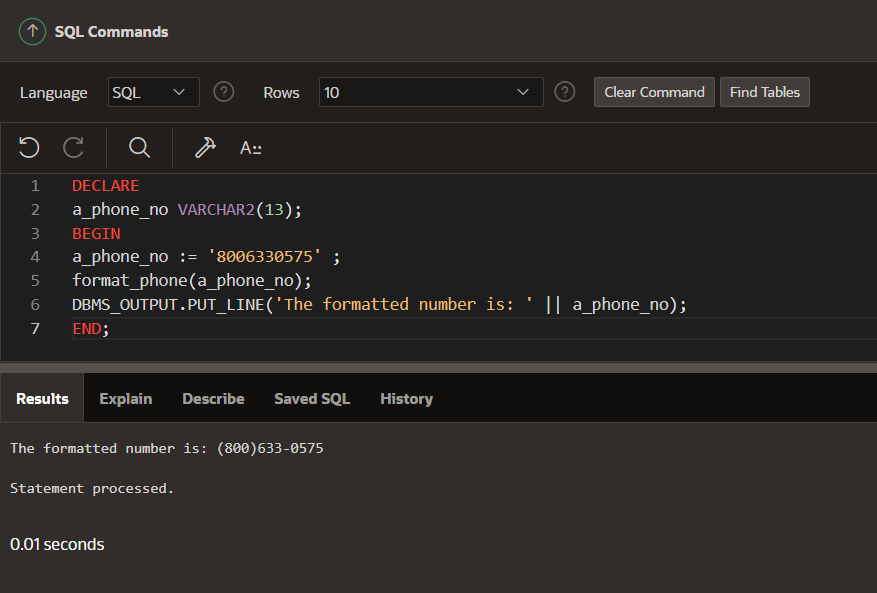 SQL Commands
Language SQL ? Rows 10 ? Clear Command Find Tables
A::
1 DECLARE
2 a_phone_no VARCHAR2(13);
3 BEGIN
4 a_phone_no := '8006330575' ;
5 format_phone(a_phone_no);
6 DBMS_OUTPUT.PUT_LINE('The formatted number is: ' || a_phone_no);
7 END;
Results Explain Describe Saved SQL History
The formatted number is: (800)633-0575
Statement processed.
0.01 seconds